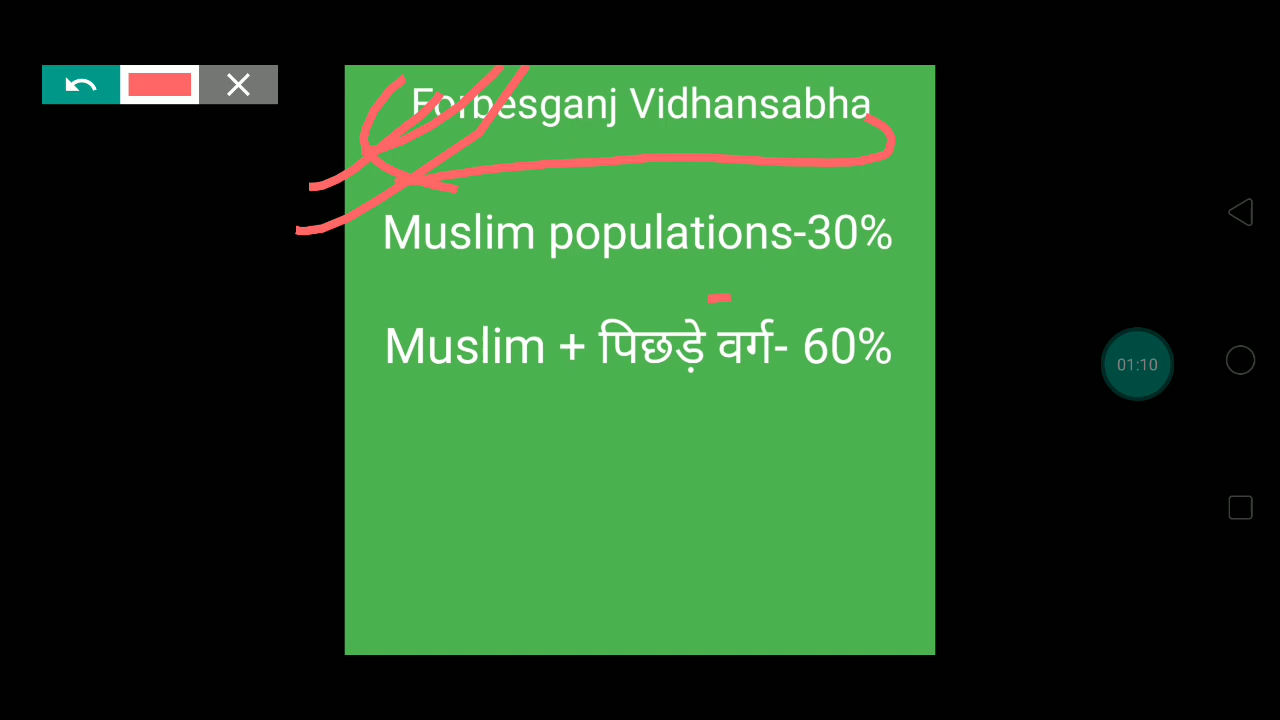 Forbesganj Vidhansabha
Muslim populations-30%
Muslim + पिछड़े वर्ग- 60%
01:10